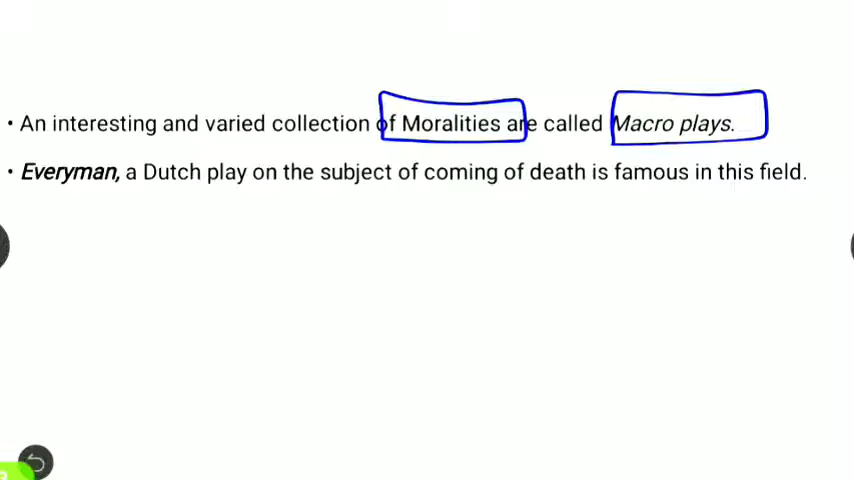 • An interesting and varied collection of Moralities are called Macro plays.
• Everyman, a Dutch play on the subject of coming of death is famous in this field.